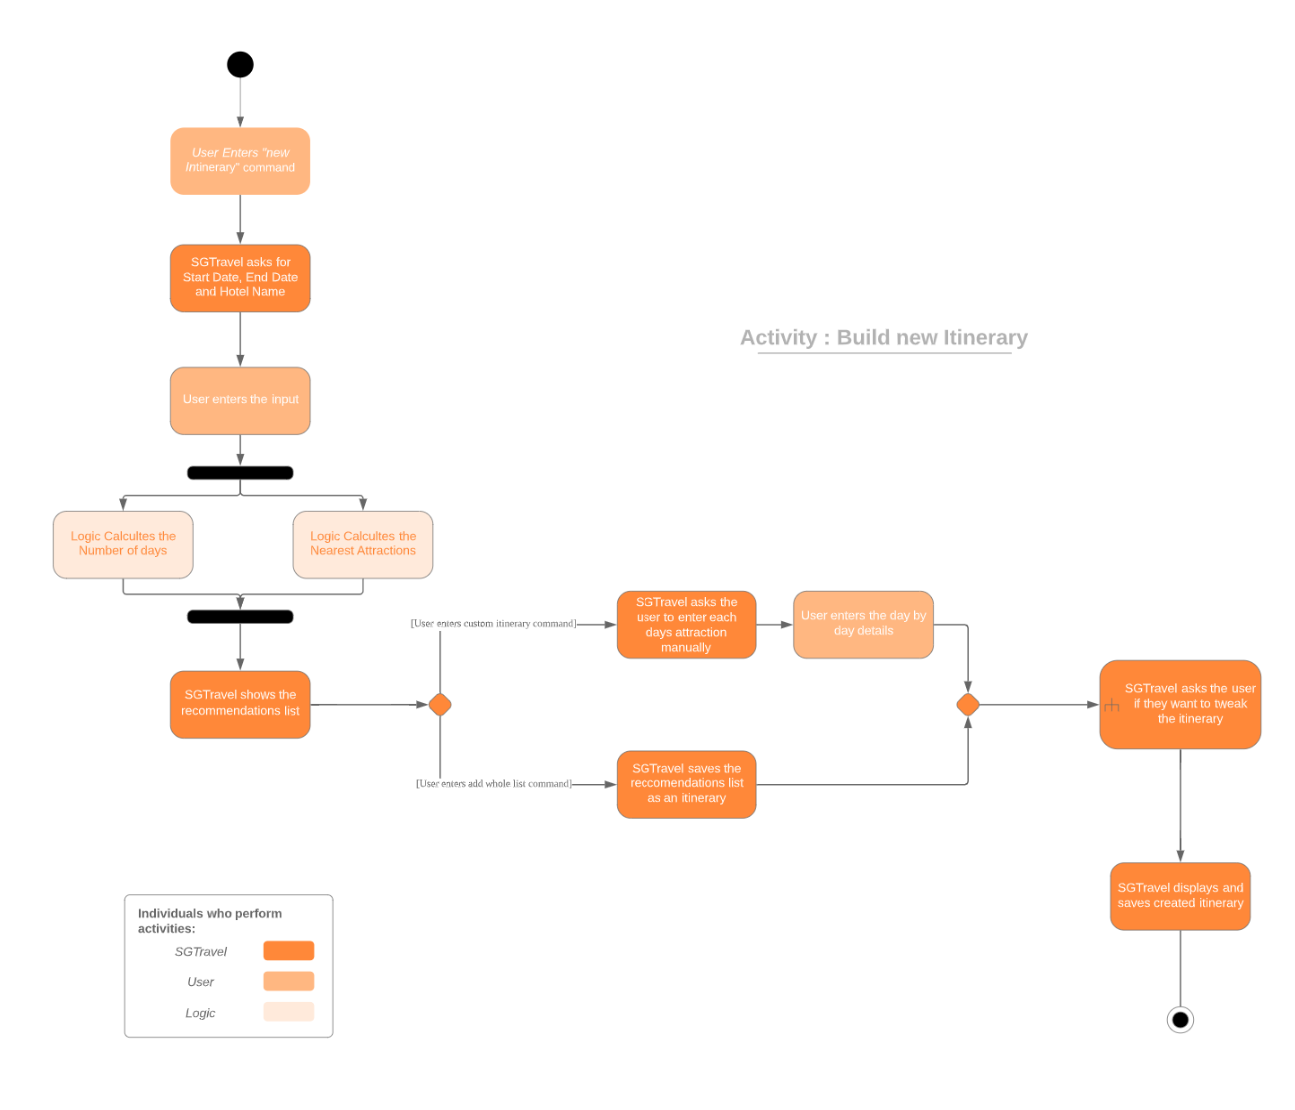 User Enters "new
Intinerary" command
SGTravel asks for
Start Date, End Date
and Hotel Name
Activity : Build new Itinerary
User enters the input
Logic Calcultes the
Number of days
Logic Calcultes the
Nearest Attractions
[User enters custom itinerary command]
SGTravel asks the
user to enter each
days attraction
manually
User enters the day by
day details
SGTravel shows the
recommendations list
SGTravel asks the user
if they want to tweak
the itinerary
[User enters add whole list command]
SGTravel saves the
reccomendations list
as an itinerary
SGTravel displays and
saves created itinerary
Individuals who perform
activities:
SGTravel
User
Logic